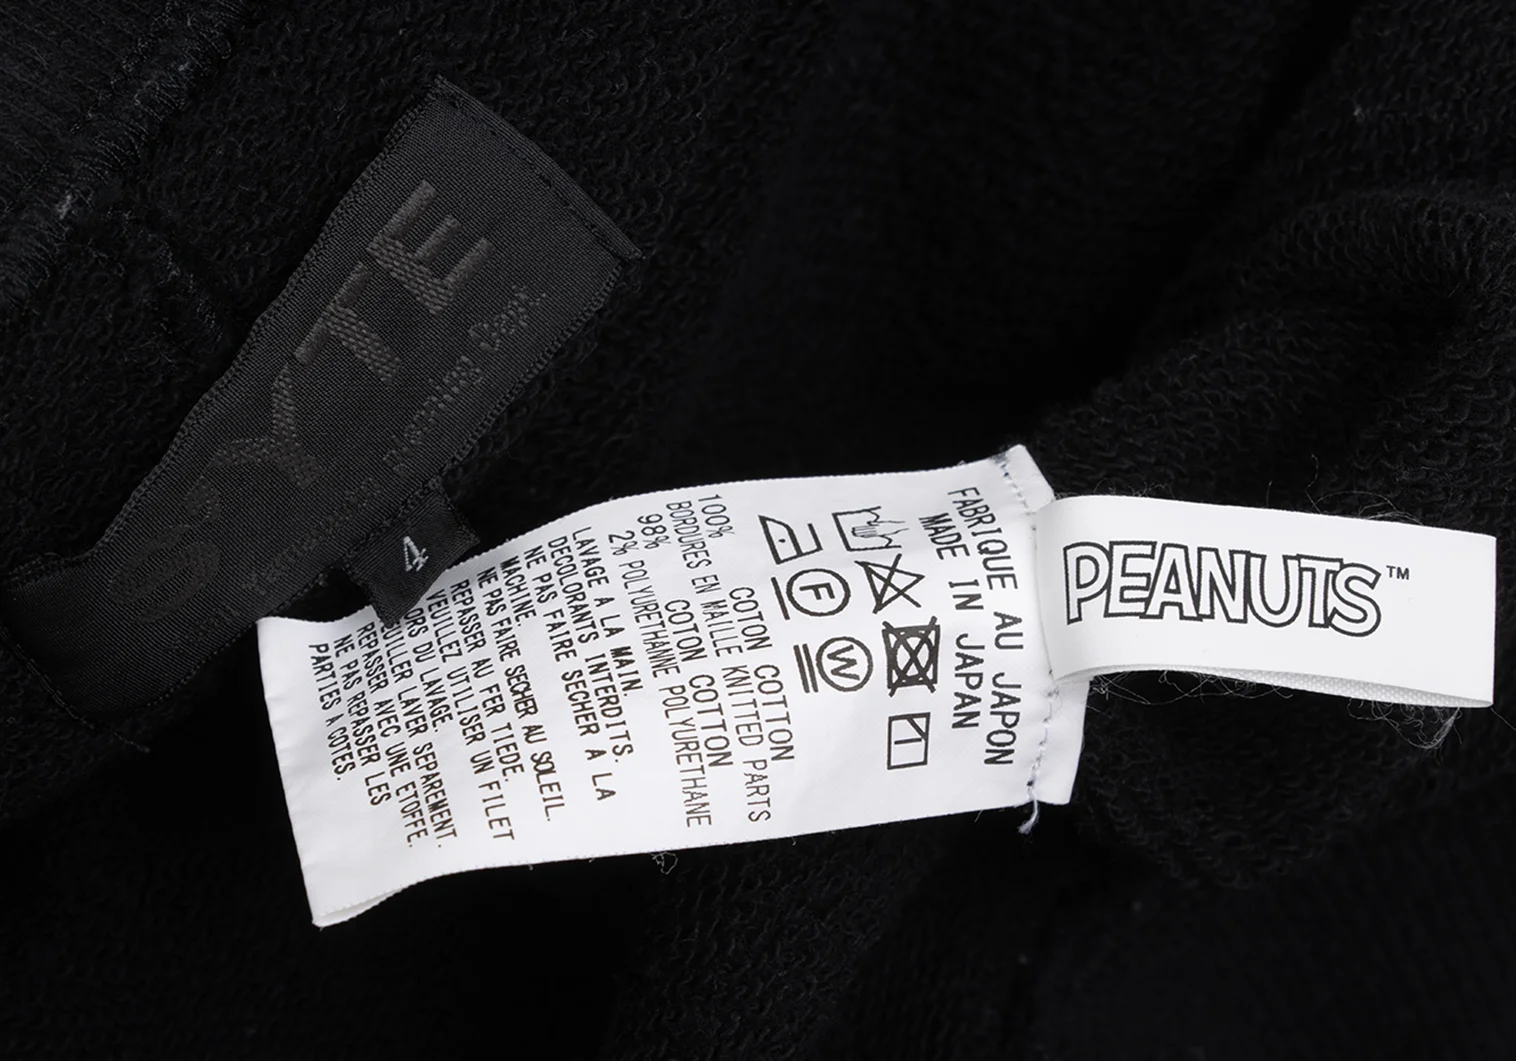 S'YTE
4
FABRIQUE AU JAPON
MADE IN JAPAN
F
W
COTON COTTON
100%
BORDURES EN MAILLE KNITTED PARTS
98% COTON COTTON
2% POLYURETHANNE POLYURETHANE
LAVAGE A LA MAIN.
DECOLORANTS INTERDITS.
NE PAS FAIRE SECHER A LA
MACHINE.
NE PAS FAIRE SECHER AU SOLEIL.
REPASSER AU FER TIEDE.
VEUILLEZ UTILISER UN FILET
LORS DU LAVAGE.
VEUILLER LAVER SEPAREMENT.
REPASSER AVEC UNE ETOFFE.
NE PAS REPASSER LES
PARTIES A COTES.
PEANUTS™